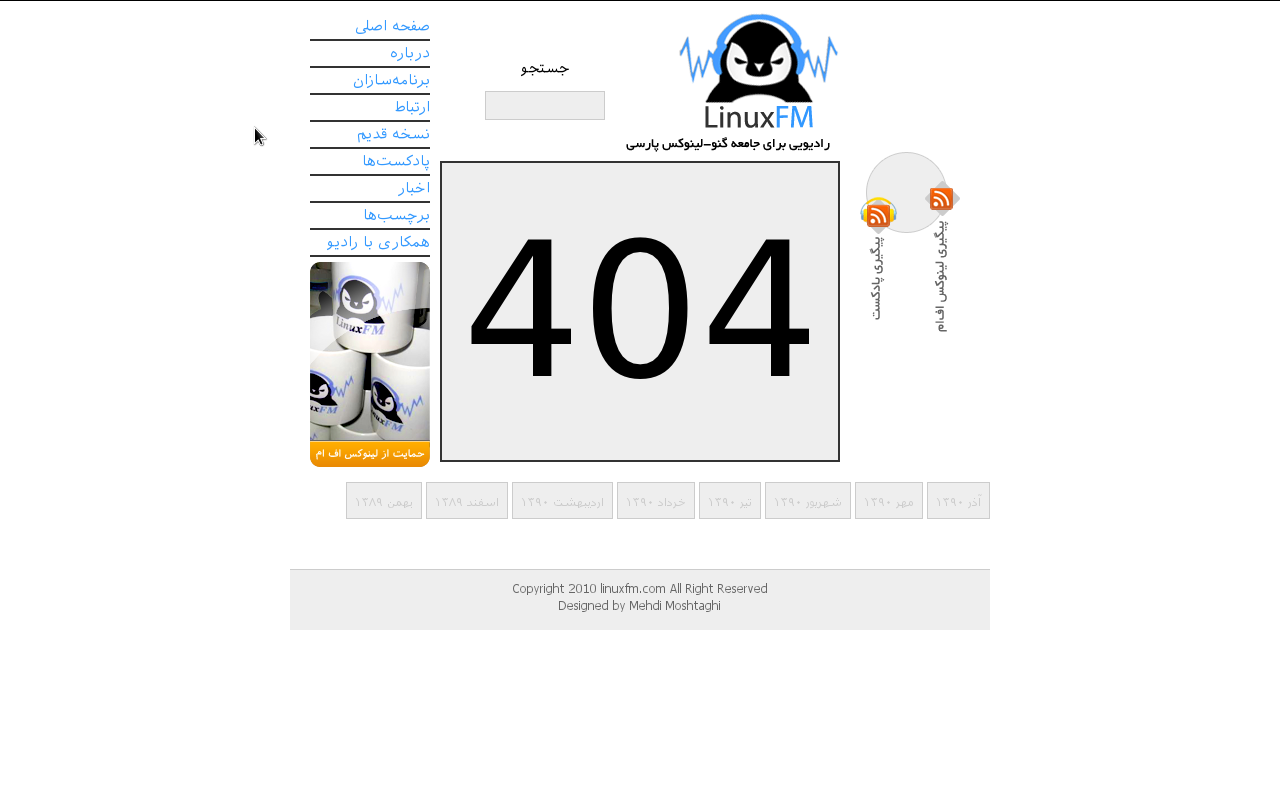 LinuxFM
رادیویی برای جامعه گنو-لینوکس پارسی
جستجو
صفحه اصلی
درباره
برنامه‌سازان
ارتباط
نسخه قدیم
پادکست‌ها
اخبار
برچسب‌ها
همکاری با رادیو
LinuxFM
LinuxFM
LinuxFM
حمایت از لینوکس اف ام
404
پیگیری لینوکس اف‌ام
پیگیری پادکست
آذر ۱۳۹۰
مهر ۱۳۹۰
شهریور ۱۳۹۰
تیر ۱۳۹۰
خرداد ۱۳۹۰
اردیبهشت ۱۳۹۰
اسفند ۱۳۸۹
بهمن ۱۳۸۹
Copyright 2010 linuxfm.com All Right Reserved
Designed by Mehdi Moshtaghi